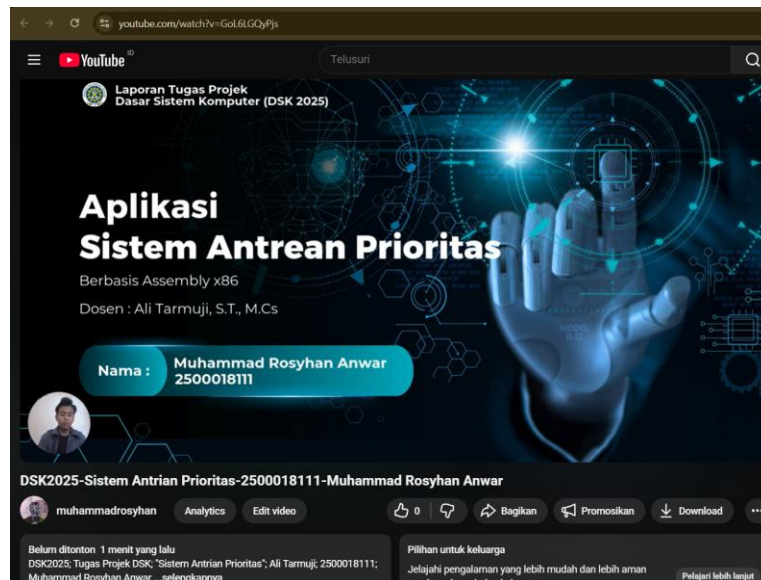 youtube.com/watch?v=GoL6LGQyPjs
YouTube ID
Telusuri
Laporan Tugas Projek
Dasar Sistem Komputer (DSK 2025)
Aplikasi
Sistem Antrean Prioritas
Berbasis Assembly x86
Dosen : Ali Tarmuji, S.T., M.Cs
Nama :
Muhammad Rosyhan Anwar
2500018111
MODEL
R-12
DSK2025-Sistem Antrian Prioritas-2500018111-Muhammad Rosyhan Anwar
muhammadrosyhan
Analytics
Edit video
0
Bagikan
Promosikan
Download
Belum ditonton 1 menit yang lalu
DSK2025; Tugas Projek DSK; "Sistem Antrian Prioritas"; Ali Tarmuji; 2500018111;
Muhammad Rosyhan Anwar ...selengkapnya
Pilihan untuk keluarga
Jelajahi pengalaman yang lebih mudah dan lebih aman
Pelajari lebih lanjut